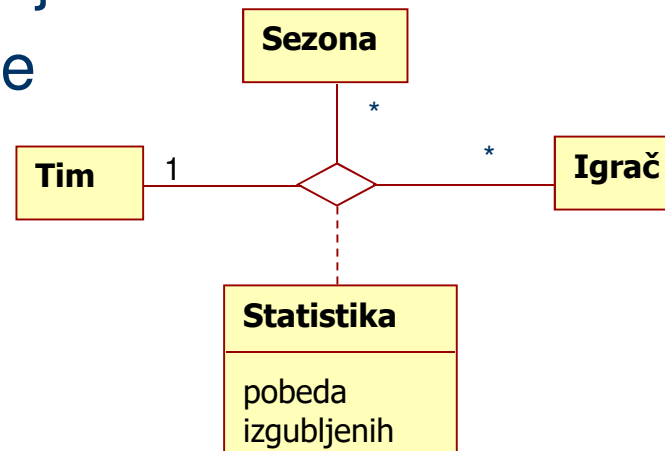 e
Sezona
*
Tim
1
*
Igrač
Statistika
pobeda
izgubljenih